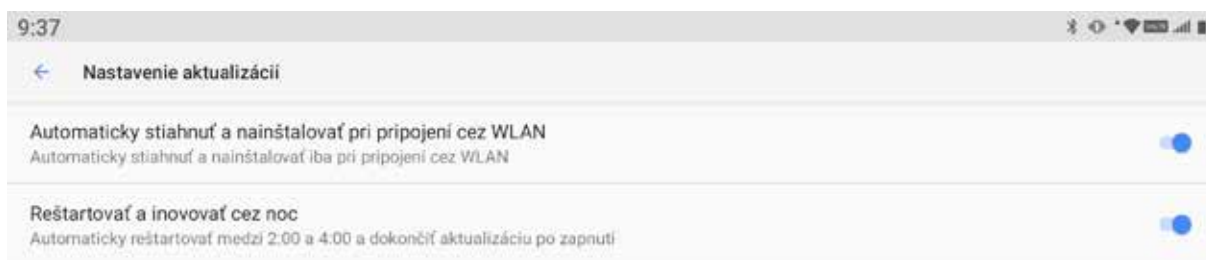 9:37
Nastavenie aktualizácií
Automaticky stiahnuť a nainštalovať pri pripojení cez WLAN
Automaticky stiahnuť a nainštalovať iba pri pripojení cez WLAN
Reštartovať a inovovať cez noc
Automaticky reštartovať medzi 2:00 a 4:00 a dokončiť aktualizáciu po zapnutí